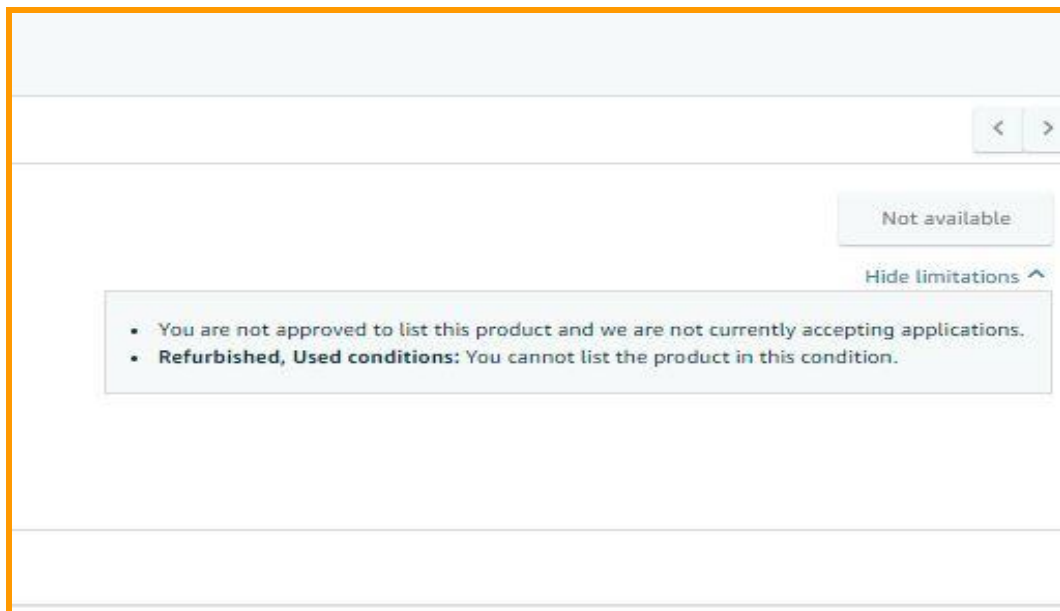 Not available
Hide limitations
• You are not approved to list this product and we are not currently accepting applications.
• Refurbished, Used conditions: You cannot list the product in this condition.